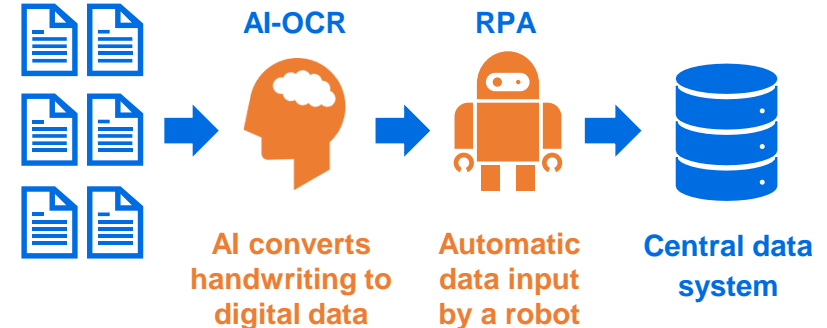 AI-OCR
RPA
AI converts
handwriting to
digital data
Automatic
data input
by a robot
Central data
system